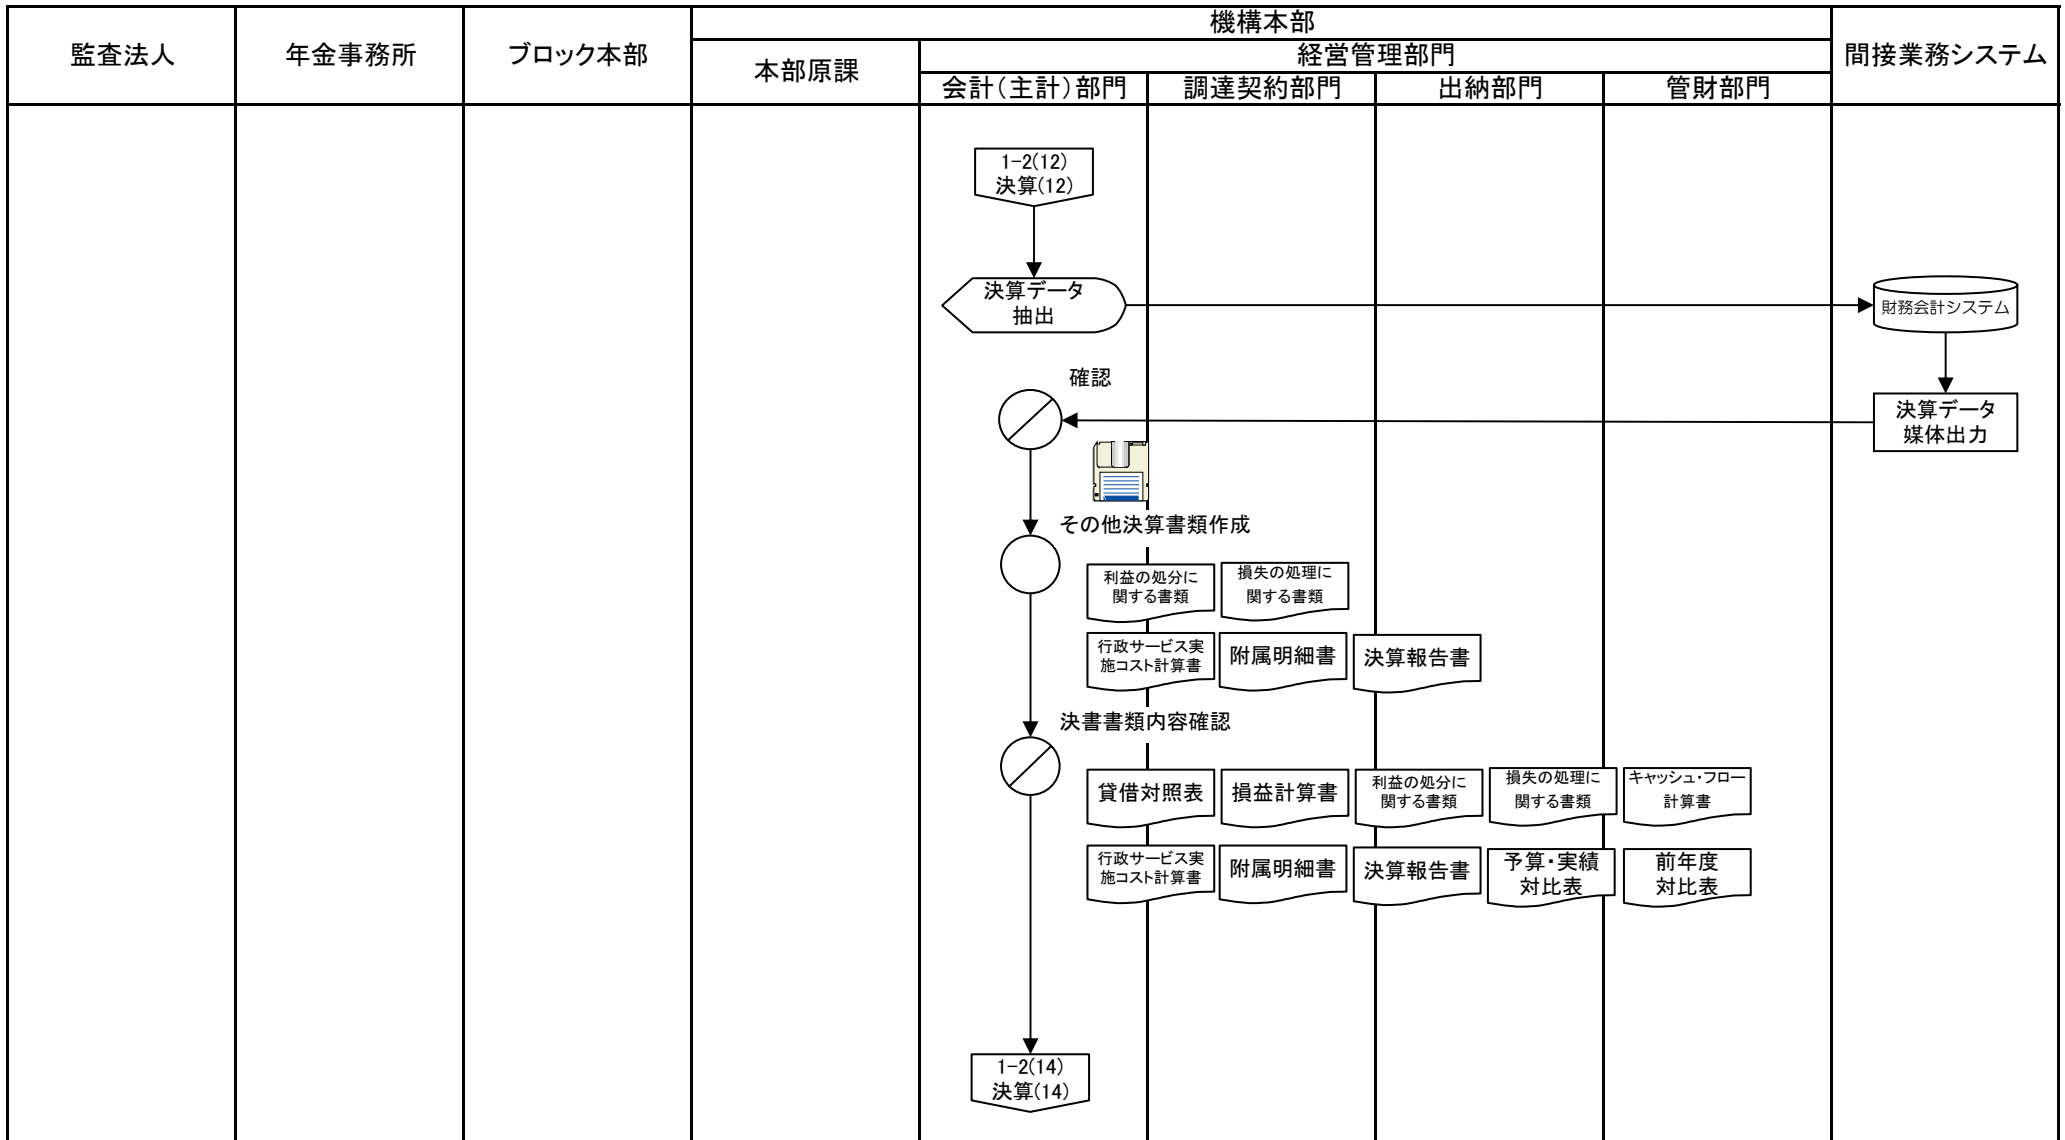 機構本部
監査法人
年金事務所
ブロック本部
本部原課
経営管理部門
間接業務システム
会計(主計)部門
調達契約部門
出納部門
管財部門
1-2(12)
決算(12)
決算データ
抽出
財務会計システム
確認
決算データ
媒体出力
その他決算書類作成
利益の処分に
関する書類
損失の処理に
関する書類
行政サービス実
施コスト計算書
附属明細書
決算報告書
決書書類内容確認
貸借対照表
損益計算書
利益の処分に
関する書類
損失の処理に
関する書類
キャッシュ・フロー
計算書
行政サービス実
施コスト計算書
附属明細書
決算報告書
予算・実績
対比表
前年度
対比表
1-2(14)
決算(14)